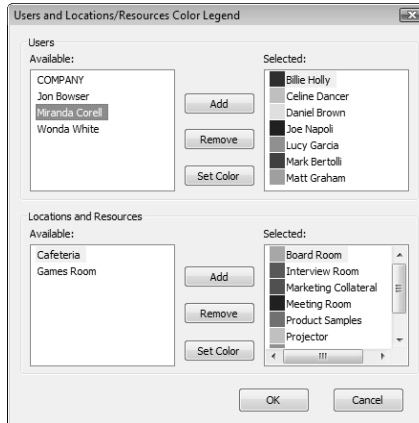 Users and Locations/Resources Color Legend
Users
Available:
COMPANY
Jon Bowser
Miranda Corell
Wonda White
Add
Remove
Set Color
Selected:
Billie Holly
Celine Dancer
Daniel Brown
Joe Napoli
Lucy Garcia
Mark Bertolli
Matt Graham
Locations and Resources
Available:
Cafeteria
Games Room
Add
Remove
Set Color
Selected:
Board Room
Interview Room
Marketing Collateral
Meeting Room
Product Samples
Projector
OK
Cancel